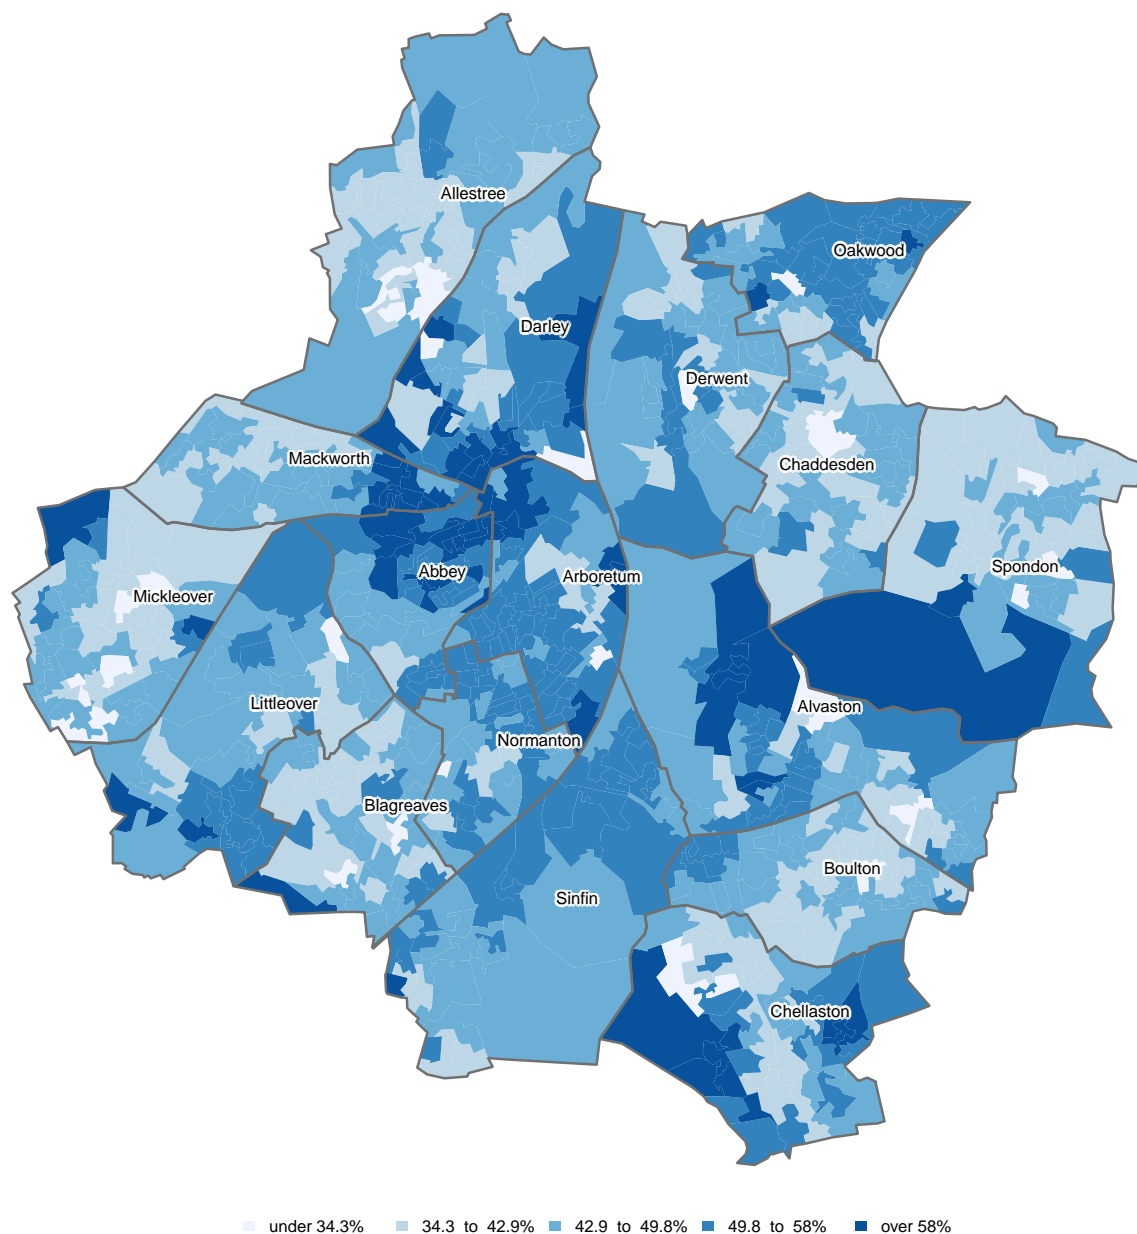 Allestree
Oakwood
Darley
Derwent
Mackworth
Chaddesden
Spondon
Abbey
Arboretum
Mickleover
Littleover
Alvaston
Normanton
Blagreaves
Boulton
Sinfin
Chellaston
under 34.3% 34.3 to 42.9% 42.9 to 49.8% 49.8 to 58% over 58%